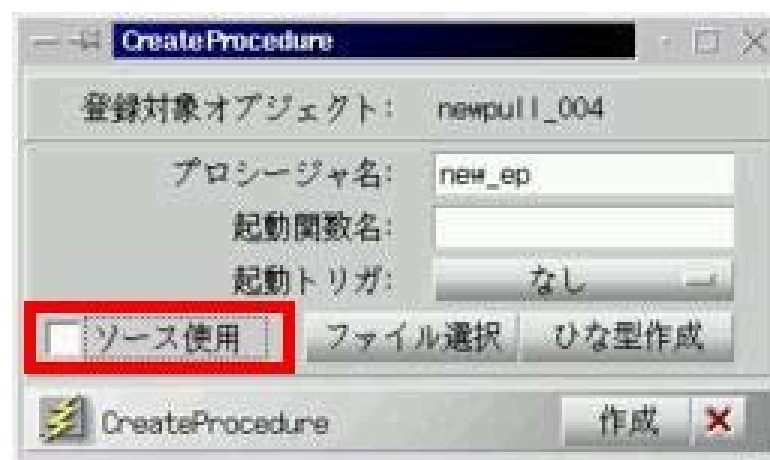 CreateProcedure
登録対象オブジェクト: newpull_004
プロシージャ名: new_ep
起動関数名:
起動トリガ: なし
ソース使用 ファイル選択 ひな型作成
CreateProcedure 作成